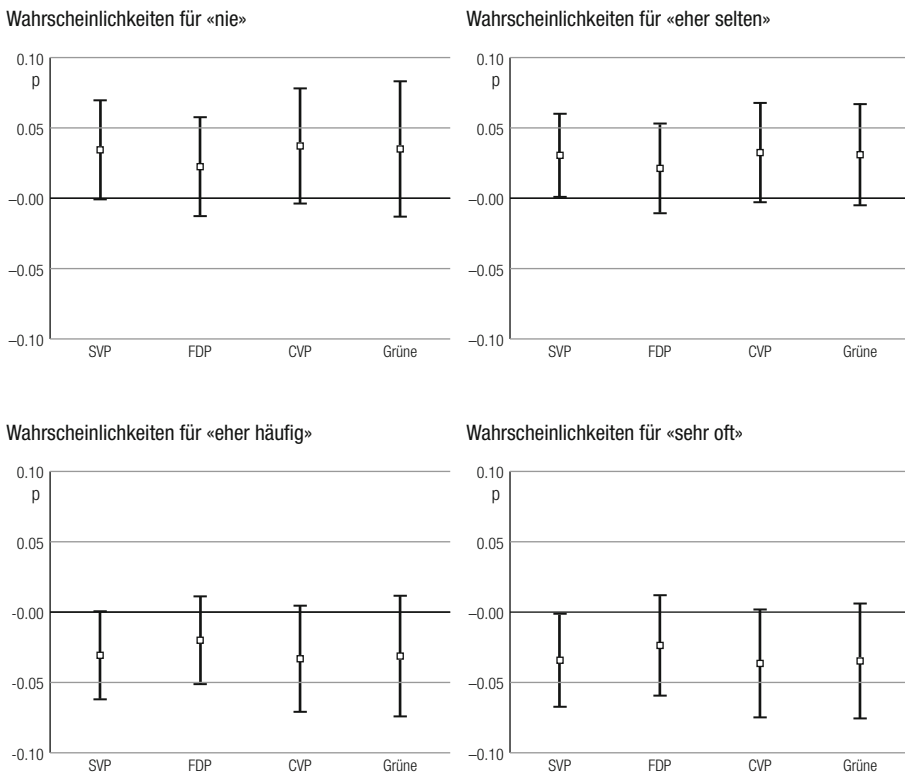 Wahrscheinlichkeiten für «nie»
0.10
p
0.05
–0.00
–0.05
–0.10
SVP FDP CVP Grüne
Wahrscheinlichkeiten für «eher selten»
0.10
p
0.05
–0.00
–0.05
–0.10
SVP FDP CVP Grüne
Wahrscheinlichkeiten für «eher häufig»
0.10
p
0.05
-0.00
-0.05
-0.10
SVP FDP CVP Grüne
Wahrscheinlichkeiten für «sehr oft»
0.10
p
0.05
-0.00
–0.05
–0.10
SVP FDP CVP Grüne